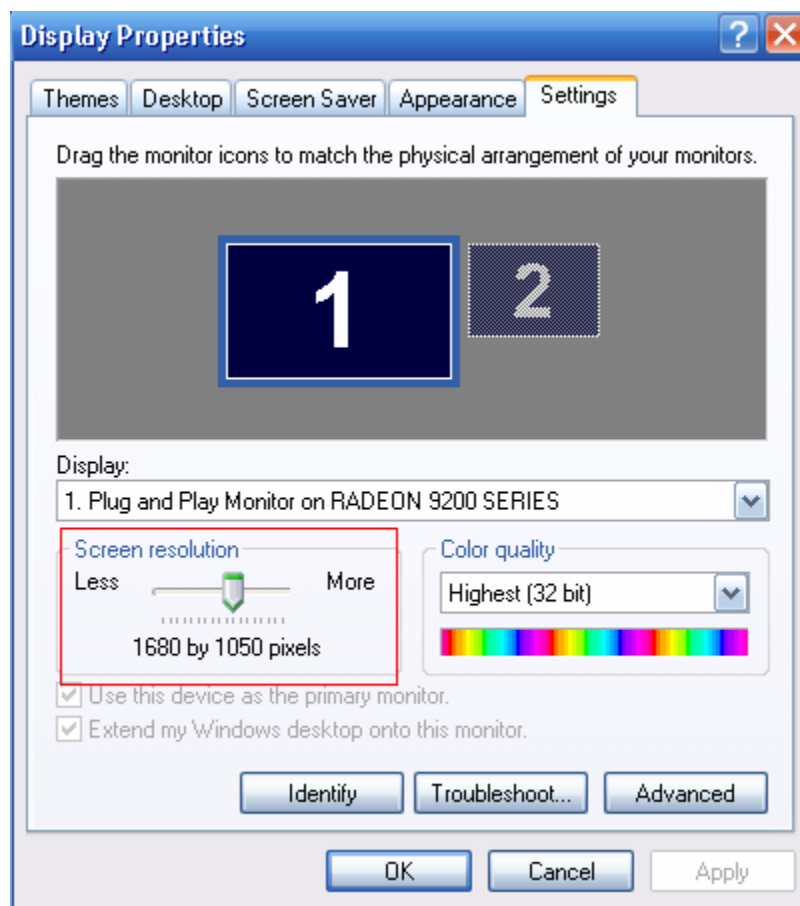 Display Properties
Themes Desktop Screen Saver Appearance Settings
Drag the monitor icons to match the physical arrangement of your monitors.
1 2
Display:
1. Plug and Play Monitor on RADEON 9200 SERIES
Screen resolution
Less More
1680 by 1050 pixels
Color quality
Highest (32 bit)
Use this device as the primary monitor.
Extend my Windows desktop onto this monitor.
Identify Troubleshoot... Advanced
OK Cancel Apply